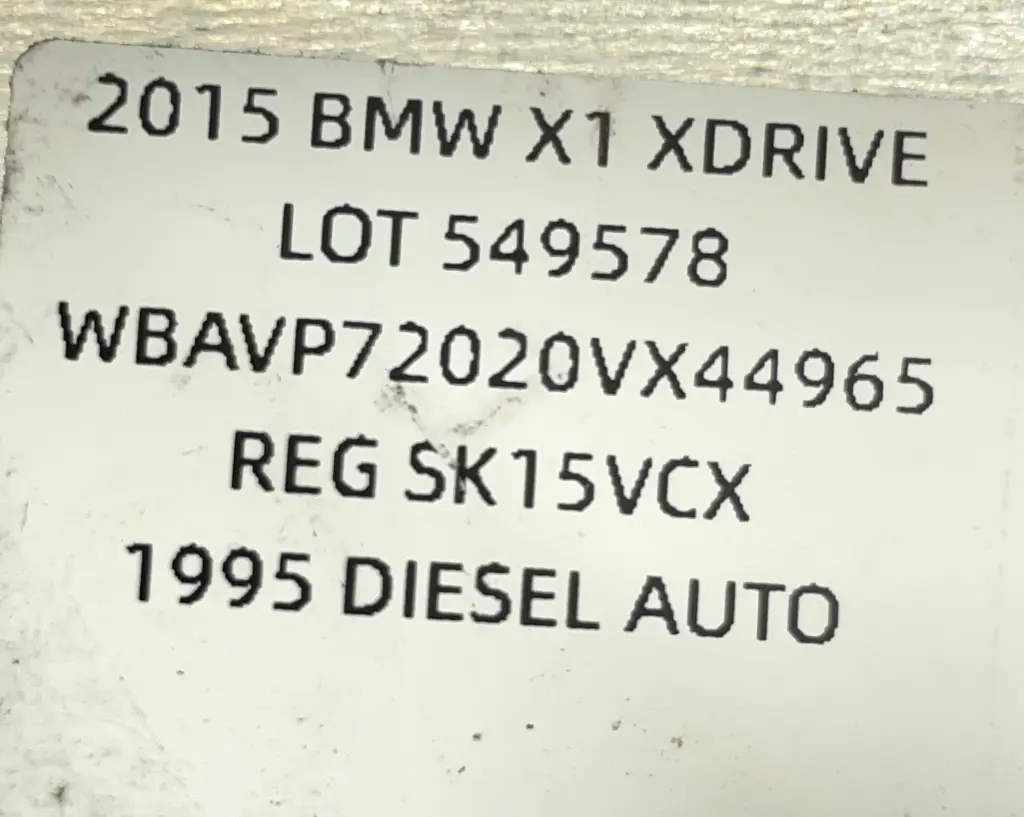 2015 BMW X1 XDRIVE
LOT 549578
WBAVP72020VX44965
REG SK15VCX
1995 DIESEL AUTO